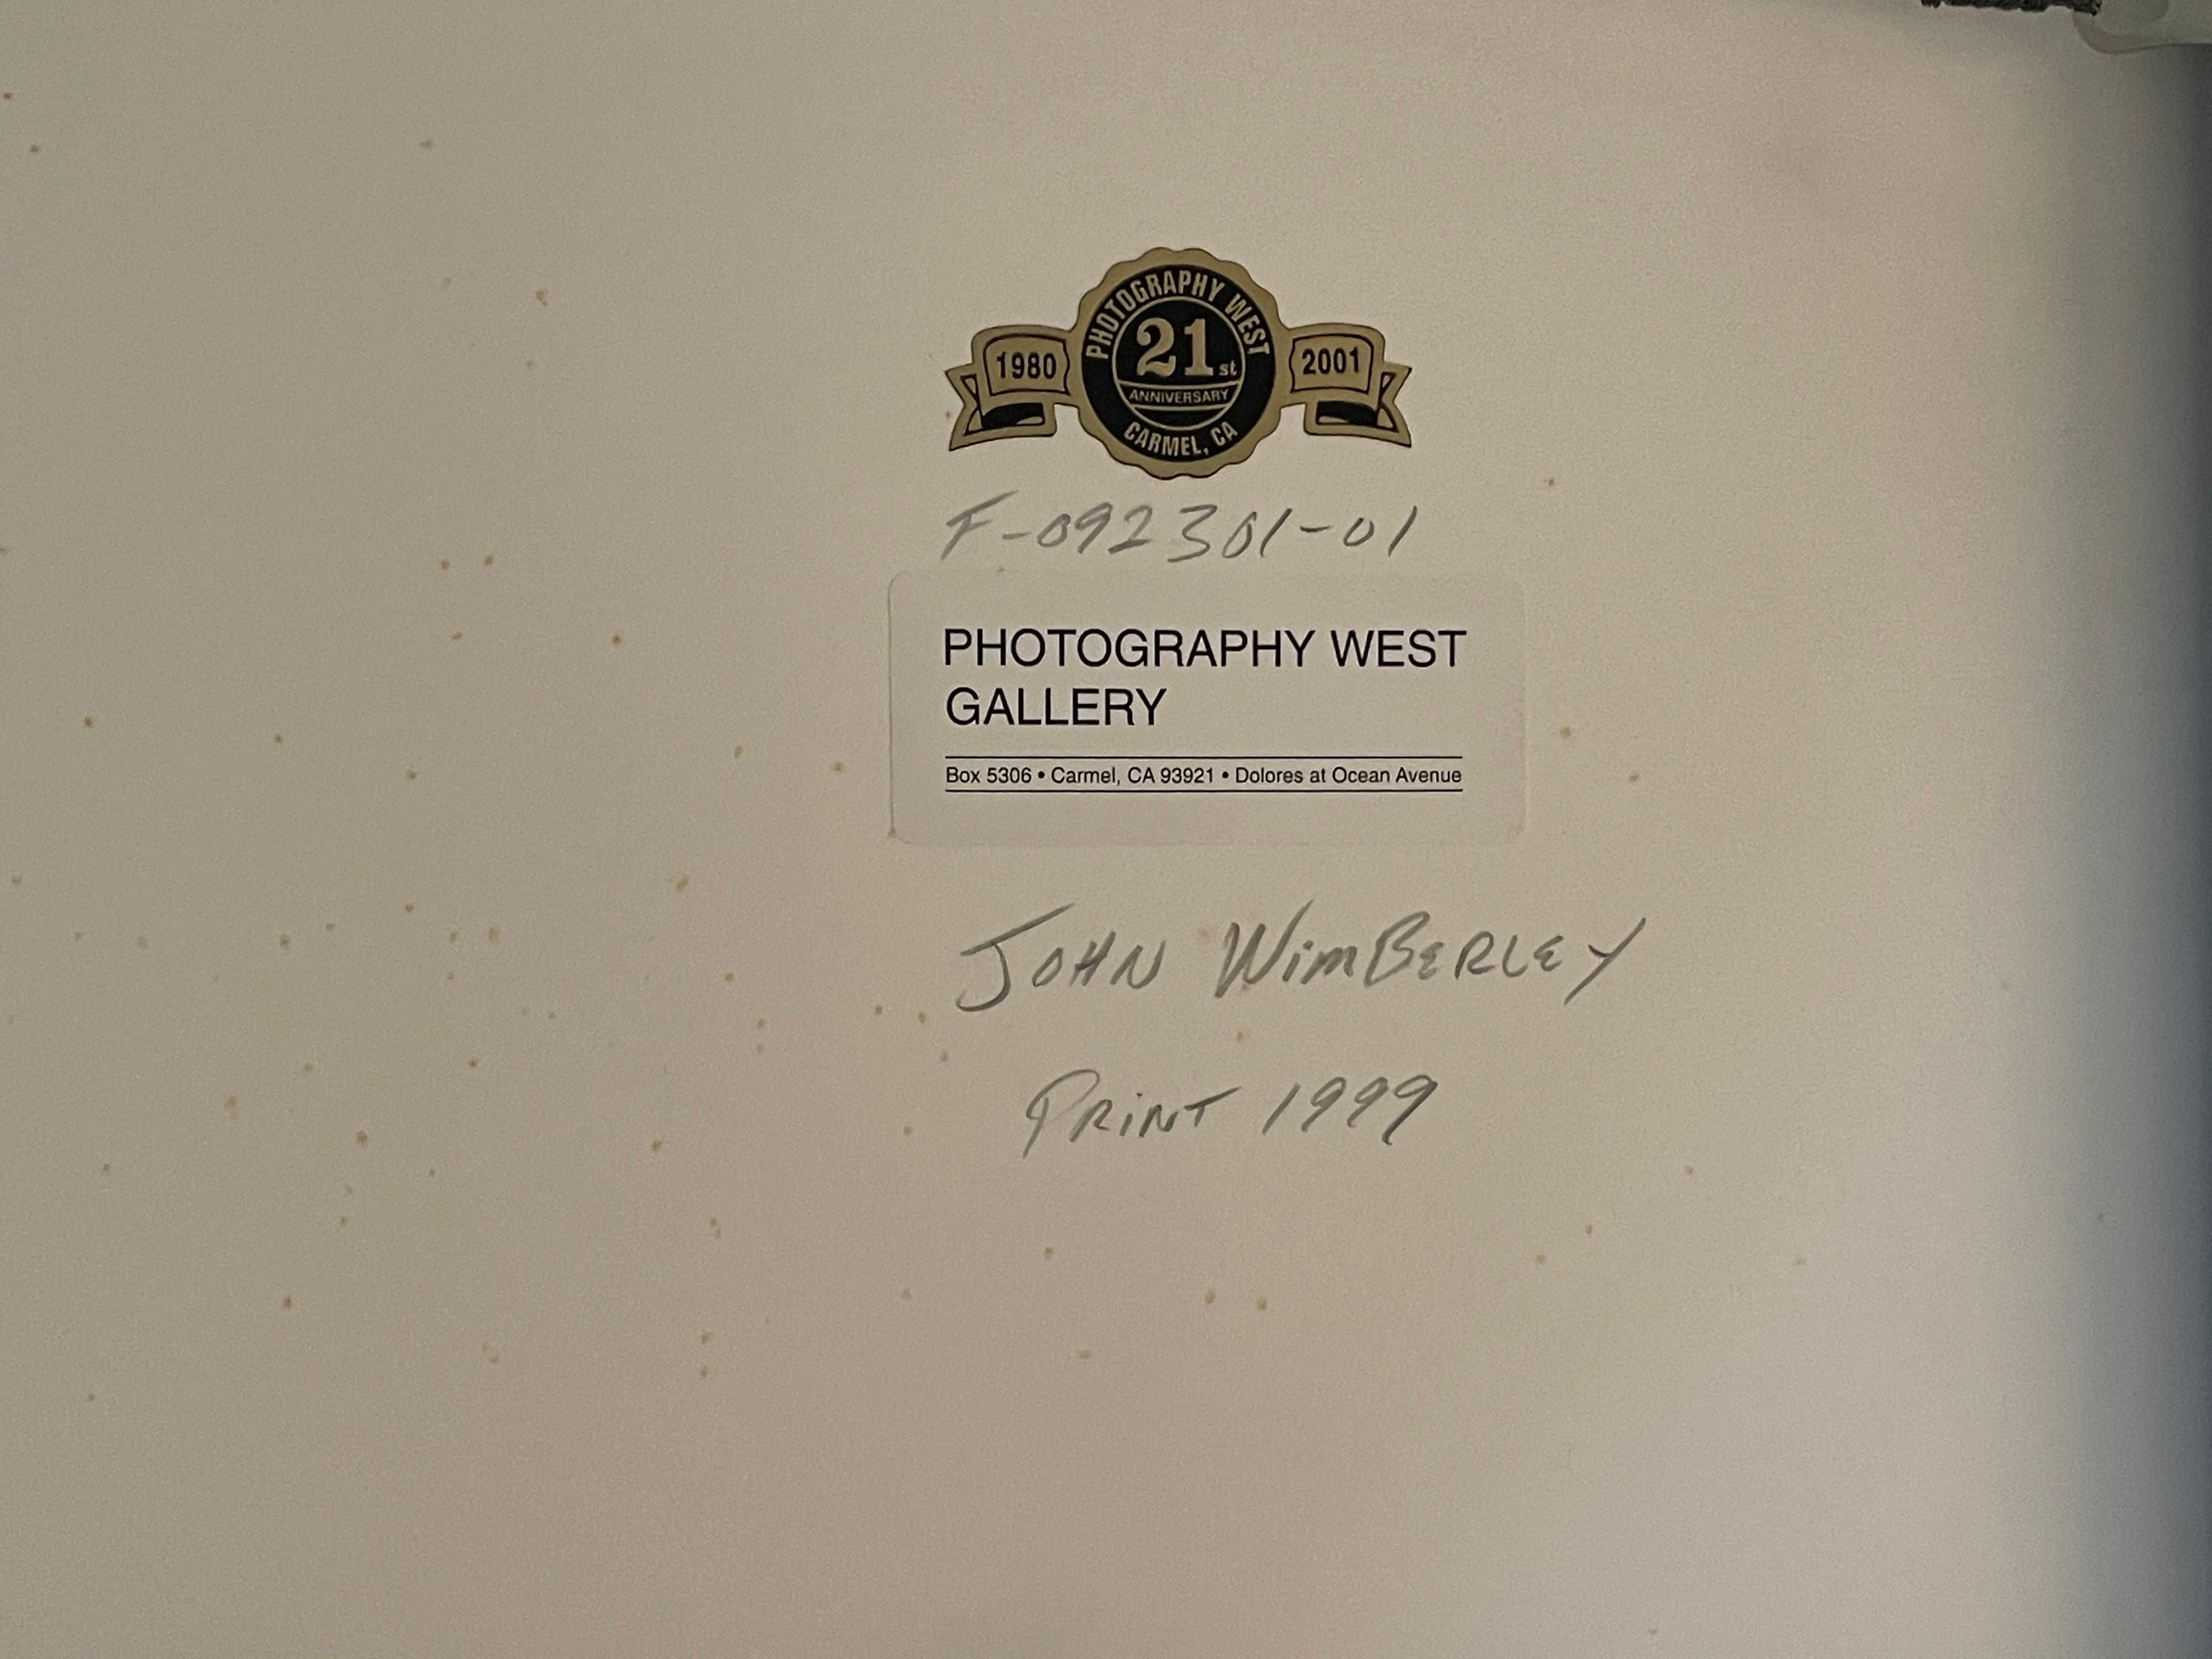 PHOTOGRAPHY WEST
1980 21st 2001
ANNIVERSARY
CARMEL, CA
F-092301-01
PHOTOGRAPHY WEST
GALLERY
Box 5306 • Carmel, CA 93921 • Dolores at Ocean Avenue
JOHN WIMBERLEY
PRINT 1999